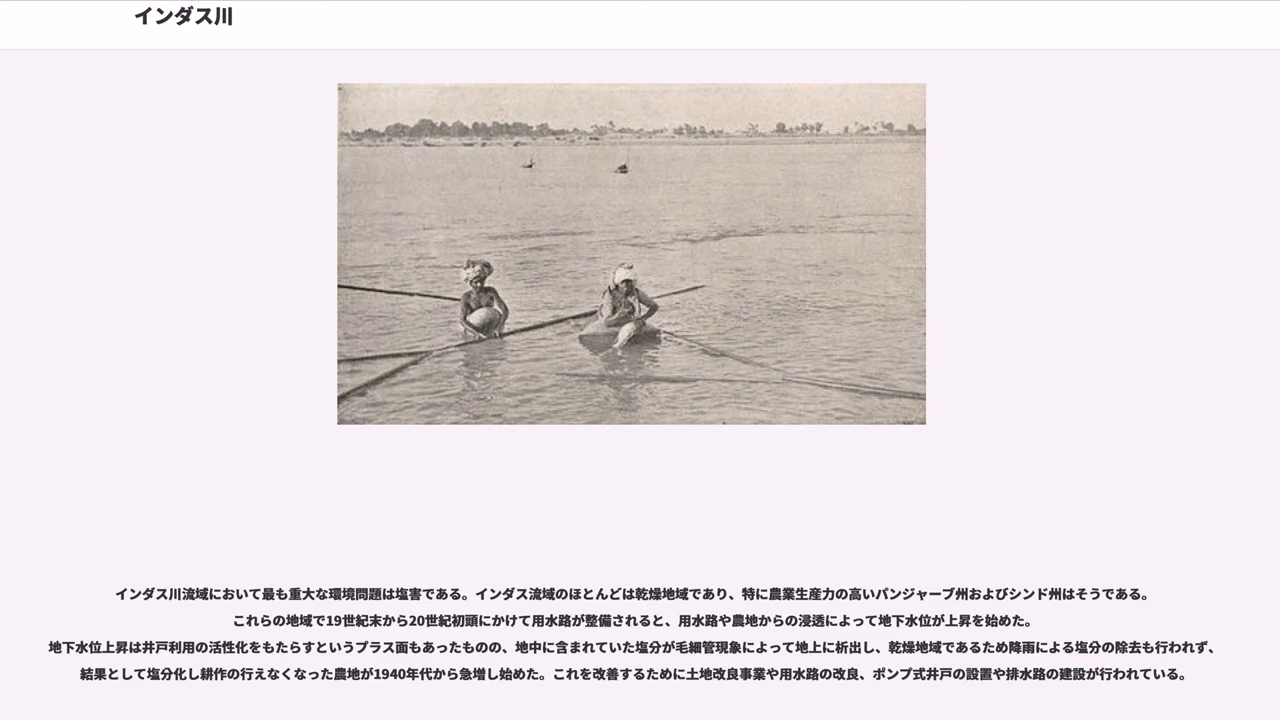 インダス川
インダス川流域において最も重大な環境問題は塩害である。インダス流域のほとんどは乾燥地域であり、特に農業生産力の高いパンジャーブ州およびシンド州はそうである。
これらの地域で19世紀末から20世紀初頭にかけて用水路が整備されると、用水路や農地からの浸透によって地下水位が上昇を始めた。
地下水位上昇は井戸利用の活性化をもたらすというプラス面もあったものの、地中に含まれていた塩分が毛細管現象によって地上に析出し、乾燥地域であるため降雨による塩分の除去も行われず、
結果として塩分化し耕作の行えなくなった農地が1940年代から急増し始めた。これを改善するために土地改良事業や用水路の改良、ポンプ式井戸の設置や排水路の建設が行われている。